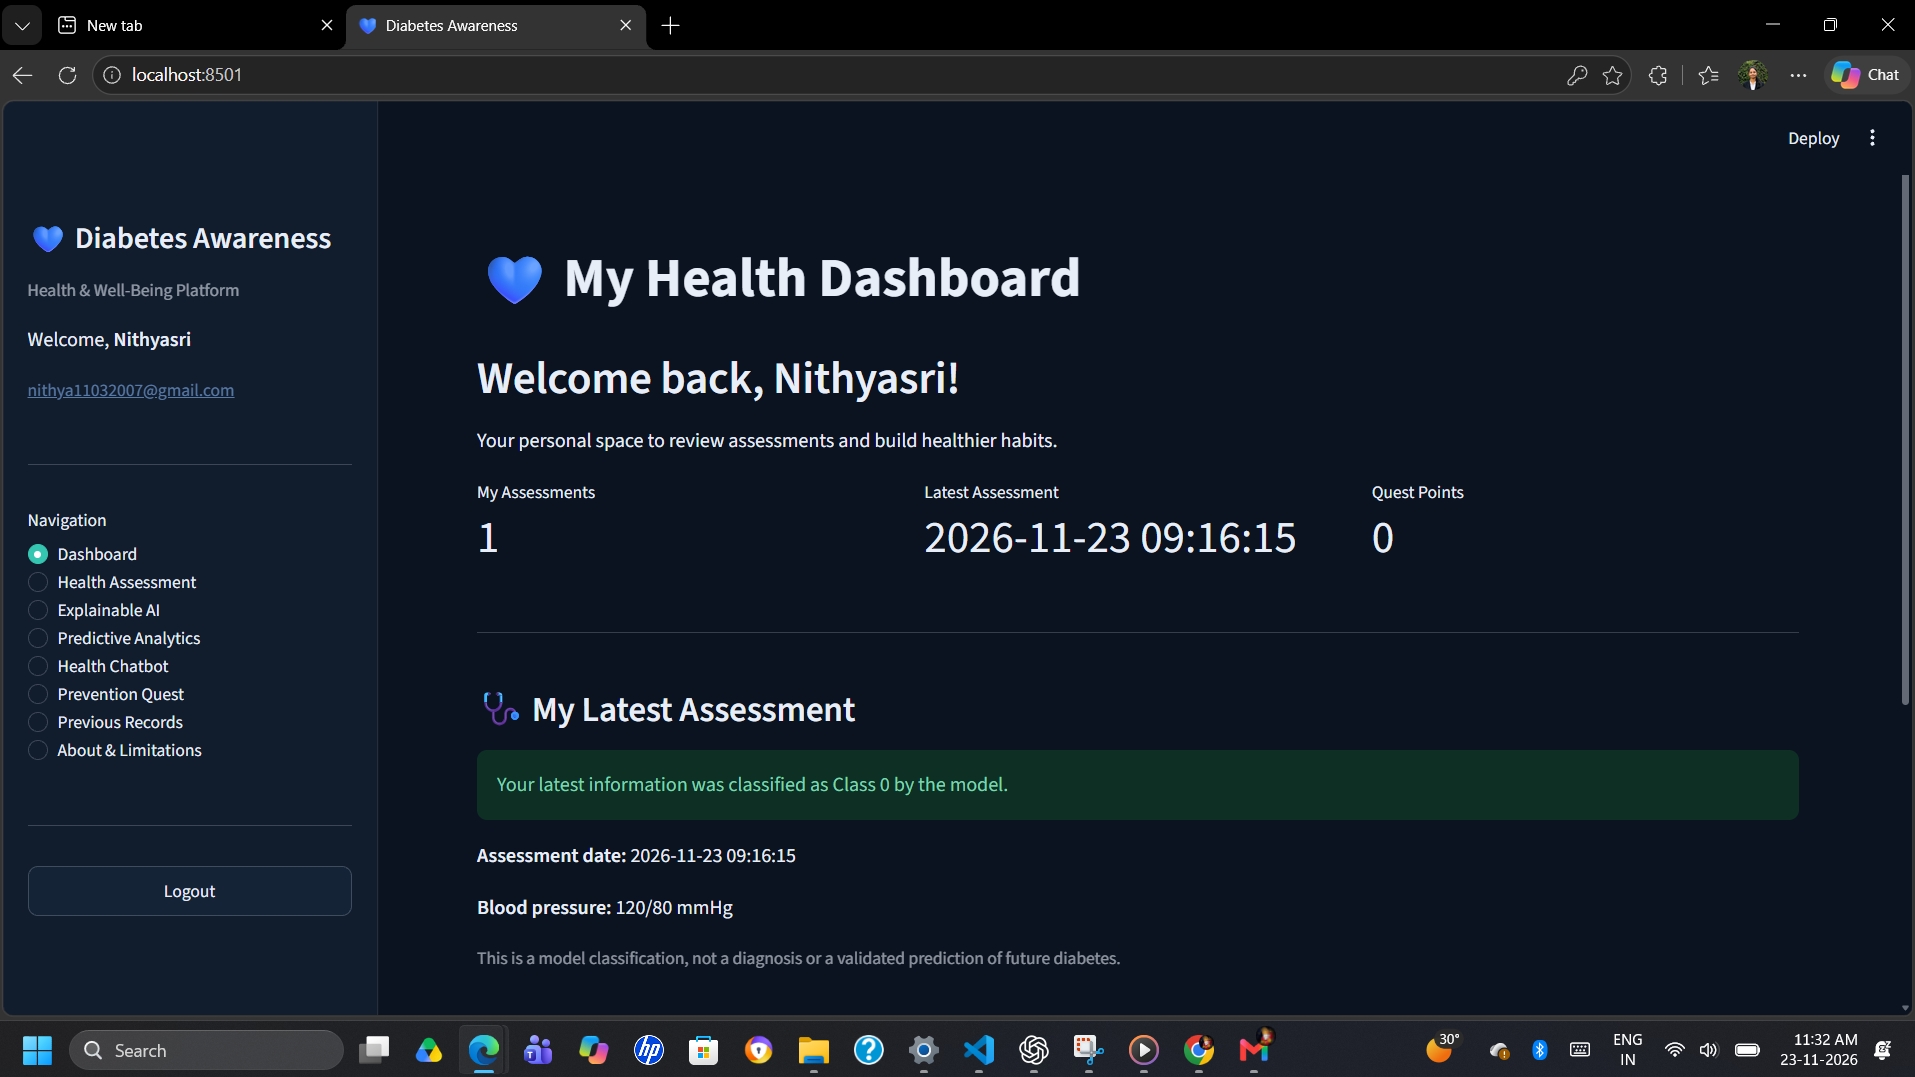 New tab
Diabetes Awareness
localhost:8501
Chat
Deploy
Diabetes Awareness
Health & Well-Being Platform
Welcome, Nithyasri
nithya11032007@gmail.com
Navigation
Dashboard
Health Assessment
Explainable AI
Predictive Analytics
Health Chatbot
Prevention Quest
Previous Records
About & Limitations
Logout
My Health Dashboard
Welcome back, Nithyasri!
Your personal space to review assessments and build healthier habits.
My Assessments
1
Latest Assessment
2026-11-23 09:16:15
Quest Points
0
My Latest Assessment
Your latest information was classified as Class 0 by the model.
Assessment date: 2026-11-23 09:16:15
Blood pressure: 120/80 mmHg
This is a model classification, not a diagnosis or a validated prediction of future diabetes.
Search
hp
30°
ENG
IN
11:32 AM
23-11-2026